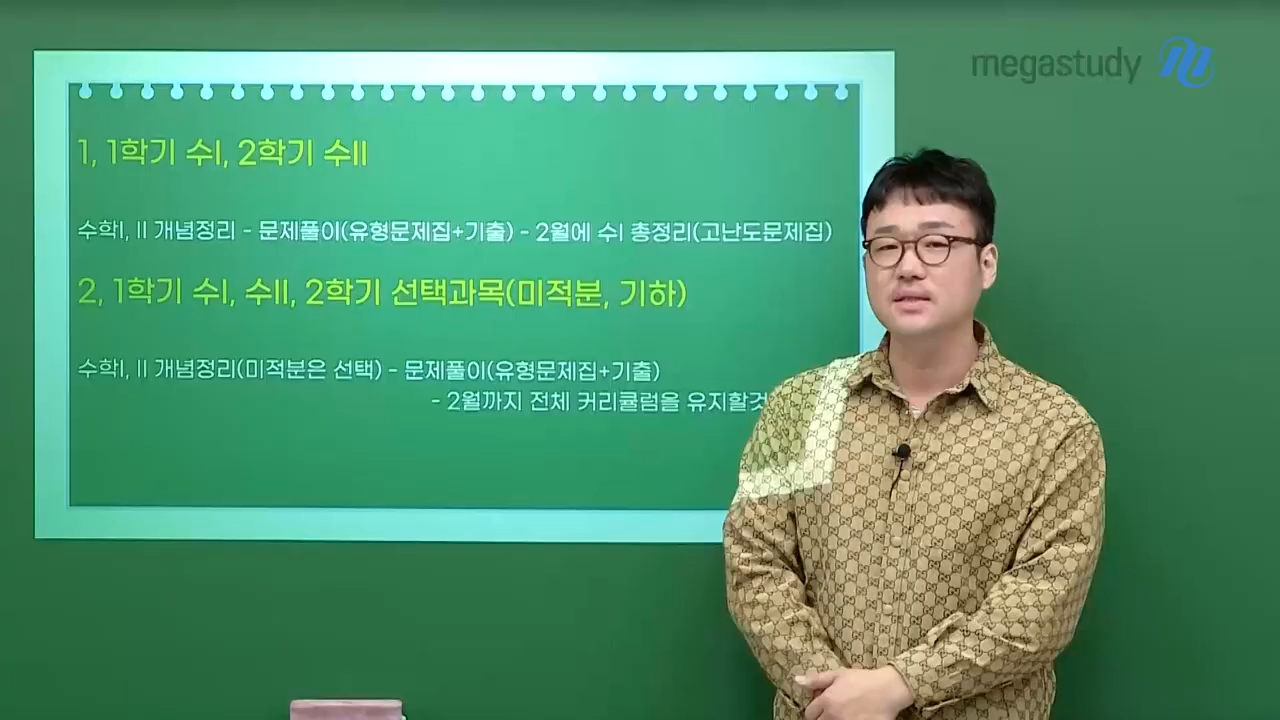 megastudy
1, 1학기 수I, 2학기 수II
수학I, II 개념정리 - 문제풀이(유형문제집+기출) - 2월에 수I 총정리(고난도문제집)
2, 1학기 수I, 수II, 2학기 선택과목(미적분, 기하)
수학I, II 개념정리(미적분은 선택) - 문제풀이(유형문제집+기출)
- 2월까지 전체 커리큘럼을 유지할것